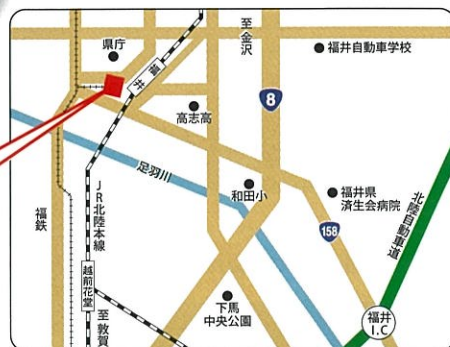 県庁
至金沢
福井自動車学校
福井
8
高志高
足羽川
和田小
福井県
済生会病院
北陸自動車道
158
福鉄
JR北陸本線
越前花堂
至敦賀
下馬
中央公園
福井
I.C